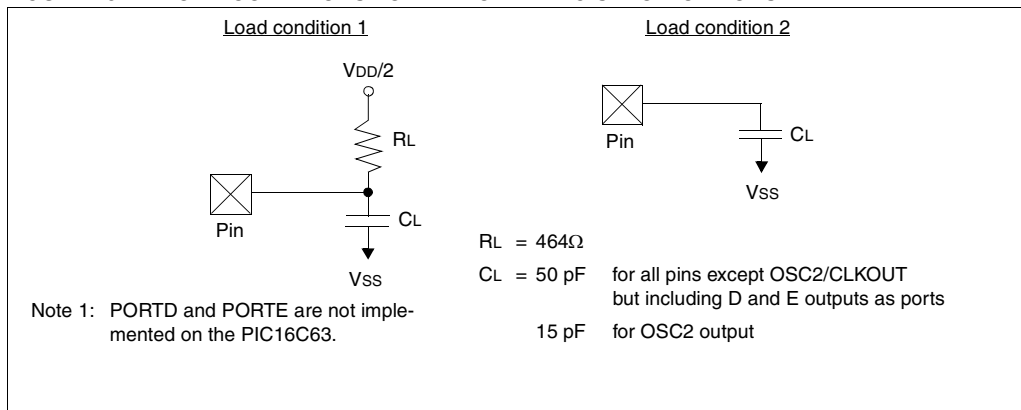 Load condition 1
VDD/2
RL
Pin
CL
VSS
Note 1: PORTD and PORTE are not imple-
mented on the PIC16C63.
Load condition 2
Pin
CL
VSS
RL = 464Ω
CL = 50 pF for all pins except OSC2/CLKOUT
but including D and E outputs as ports
15 pF for OSC2 output